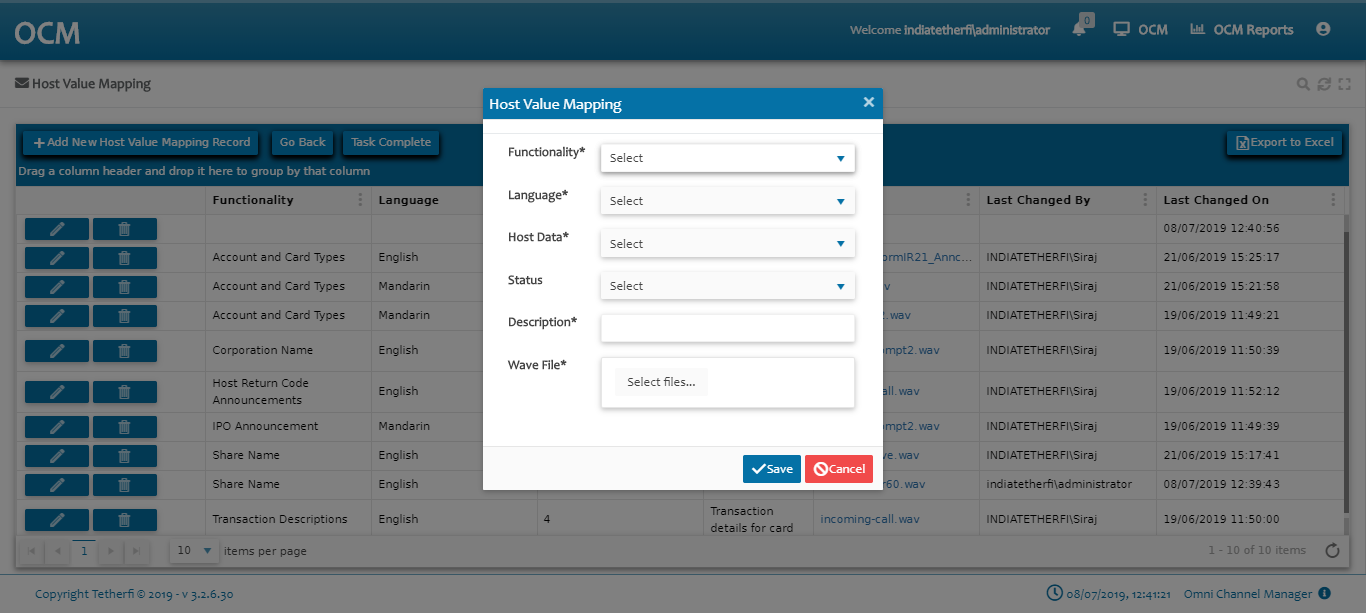 OCM
Welcome indiatetherfi\administrator
0
OCM
OCM Reports
Host Value Mapping
Add New Host Value Mapping Record
Go Back
Task Complete
Export to Excel
Drag a column header and drop it here to group by that column
Functionality Language Last Changed By Last Changed On
08/07/2019 12:40:56
Account and Card Types English ormIR21_Annc... INDIATETHERFI\Siraj 21/06/2019 15:25:17
Account and Card Types Mandarin v INDIATETHERFI\Siraj 21/06/2019 15:21:58
Account and Card Types Mandarin 2.wav INDIATETHERFI\Siraj 19/06/2019 11:49:21
Corporation Name English mpt2.wav INDIATETHERFI\Siraj 19/06/2019 11:50:39
Host Return Code
Announcements English all.wav INDIATETHERFI\Siraj 19/06/2019 11:52:12
IPO Announcement Mandarin mpt2.wav INDIATETHERFI\Siraj 19/06/2019 11:49:39
Share Name English ve.wav INDIATETHERFI\Siraj 21/06/2019 15:17:41
Share Name English r60.wav indiatetherfi\administrator 08/07/2019 12:39:43
Transaction Descriptions English 4 Transaction
details for card incoming-call.wav INDIATETHERFI\Siraj 19/06/2019 11:50:00
Host Value Mapping
Functionality* Select
Language* Select
Host Data* Select
Status Select
Description*
Wave File* Select files...
Save
Cancel
1
10 items per page
1 - 10 of 10 items
Copyright Tetherfi © 2019 - v 3.2.6.30
08/07/2019, 12:41:21
Omni Channel Manager